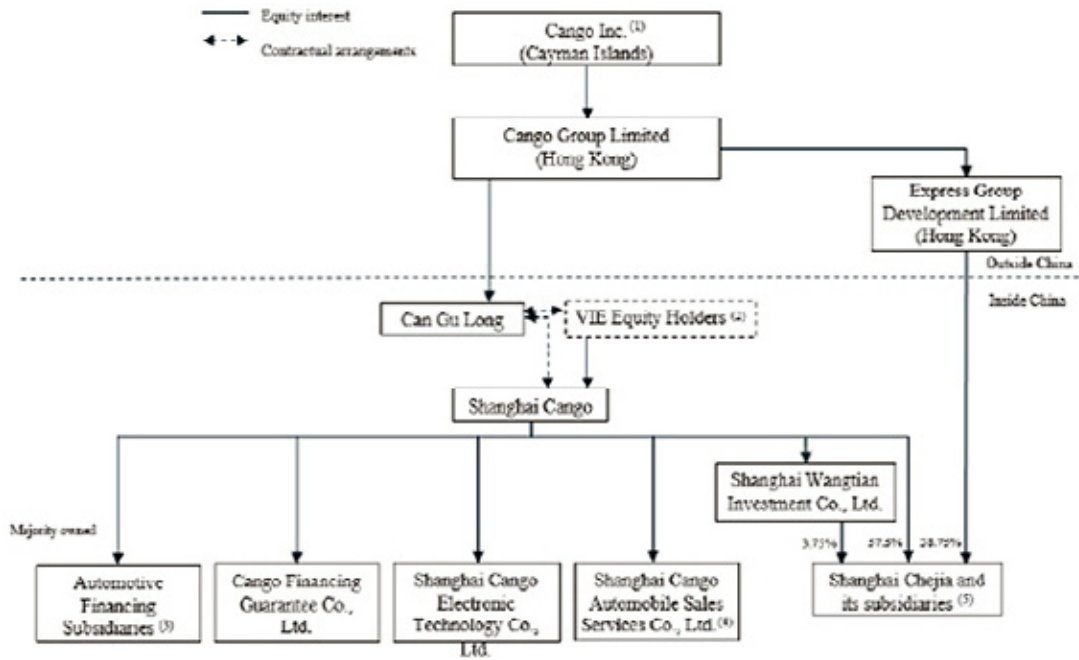 Equity interest
Contractual arrangements
Cango Inc. (1)
(Cayman Islands)
Cango Group Limited
(Hong Kong)
Express Group
Development Limited
(Hong Kong)
Outside China
Inside China
Can Gu Long
VIE Equity Holders (2)
Shanghai Cango
Shanghai Wangtian
Investment Co., Ltd.
Majority owned
3.75%
Automotive
Financing
Subsidiaries (3)
Cango Financing
Guarantee Co.,
Ltd.
Shanghai Cango
Electronic
Technology Co.,
Ltd.
Shanghai Cango
Automobile Sales
Services Co., Ltd.(4)
Shanghai Chejia and
its subsidiaries (5)